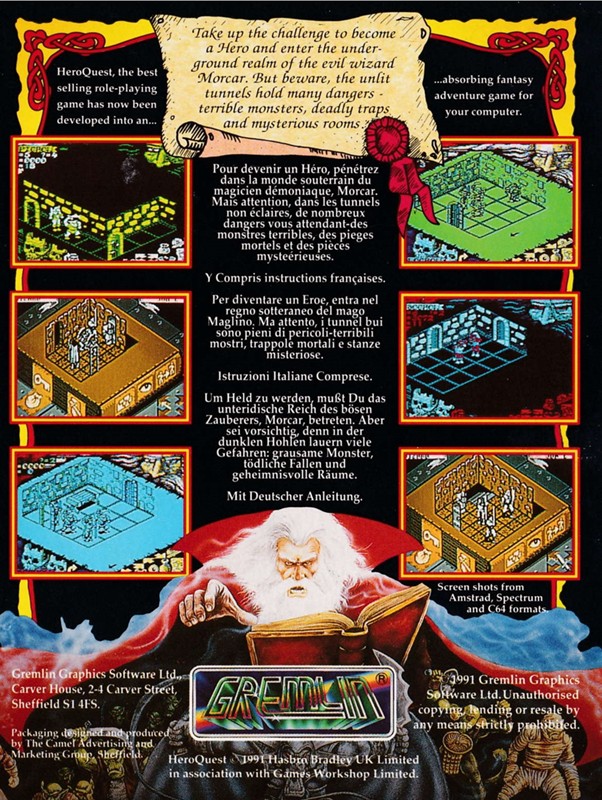 Take up the challenge to become
a Hero and enter the under-
ground realm of the evil wizard
Morcar. But beware, the unlit
tunnels hold many dangers -
terrible monsters, deadly traps
and mysterious rooms.
HeroQuest, the best
selling role-playing
game has now been
developed into an...
...absorbing fantasy
adventure game for
your computer.
Pour devenir un Héro, pénétrez
dans la monde souterrain du
magicien démoniaque, Morcar.
Mais attention, dans les tunnels
non éclaires, de nombreux
dangers vous attendant-des
monstres terribles, des pieges
mortels et des pièces
mysteérieuses.
Y Compris instructions françaises.
Per diventare un Eroe, entra nel
regno sotteraneo del mago
Maglino. Ma attento, i tunnel bui
sono pieni di pericoli-terribili
mostri, trappole mortali e stanze
misteriose.
Istruzioni Italiane Comprese.
Um Held zu werden, mußt Du das
unteridische Reich des bösen
Zauberers, Morcar, betreten. Aber
sei vorsichtig, denn in der
dunklen Hohlen lauern viele
Gefahren: grausame Monster,
tödliche Fallen und
geheimnisvolle Räume.
Mit Deutscher Anleitung.
Screen shots from
Amstrad, Spectrum
and C64 formats.
Gremlin Graphics Software Ltd.,
Carver House, 2-4 Carver Street,
Sheffield S1 4FS.
Packaging designed and produced
by The Camel Advertising and
Marketing Group, Sheffield.
GREMLIN®
©1991 Gremlin Graphics
Software Ltd. Unauthorised
copying, lending or resale by
any means strictly prohibited.
HeroQuest © 1991 Hasbro Bradley UK Limited
in association with Games Workshop Limited.